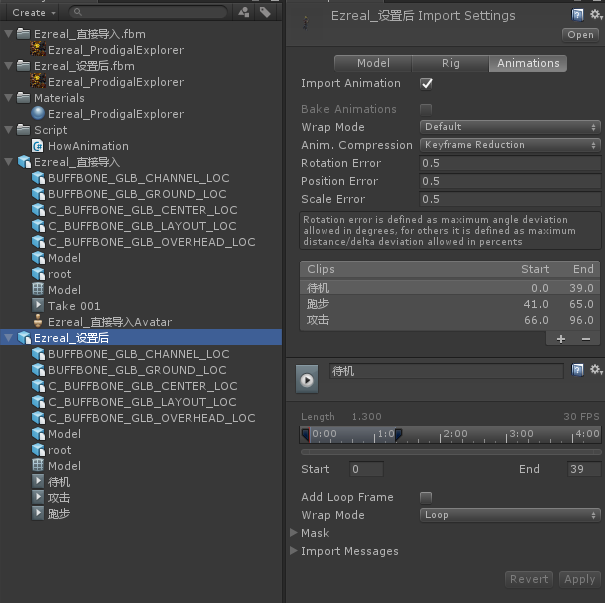 Create
Ezreal_直接导入.fbm
Ezreal_ProdigalExplorer
Ezreal_设置后.fbm
Ezreal_ProdigalExplorer
Materials
Ezreal_ProdigalExplorer
Script
HowAnimation
Ezreal_直接导入
BUFFBONE_GLB_CHANNEL_LOC
BUFFBONE_GLB_GROUND_LOC
C_BUFFBONE_GLB_CENTER_LOC
C_BUFFBONE_GLB_LAYOUT_LOC
C_BUFFBONE_GLB_OVERHEAD_LOC
Model
root
Model
Take 001
Ezreal_直接导入Avatar
Ezreal_设置后
BUFFBONE_GLB_CHANNEL_LOC
BUFFBONE_GLB_GROUND_LOC
C_BUFFBONE_GLB_CENTER_LOC
C_BUFFBONE_GLB_LAYOUT_LOC
C_BUFFBONE_GLB_OVERHEAD_LOC
Model
root
Model
待机
攻击
跑步
Ezreal_设置后 Import Settings
Open
Model Rig Animations
Import Animation
Bake Animations
Wrap Mode Default
Anim. Compression Keyframe Reduction
Rotation Error 0.5
Position Error 0.5
Scale Error 0.5
Rotation error is defined as maximum angle deviation
allowed in degrees, for others it is defined as maximum
distance/delta deviation allowed in percents
Clips Start End
待机 0.0 39.0
跑步 41.0 65.0
攻击 66.0 96.0
+ −
待机
Length 1.300 30 FPS
0:00 1:0 2:00 3:00 4:00
Start 0 End 39
Add Loop Frame
Wrap Mode Loop
Mask
Import Messages
Revert Apply